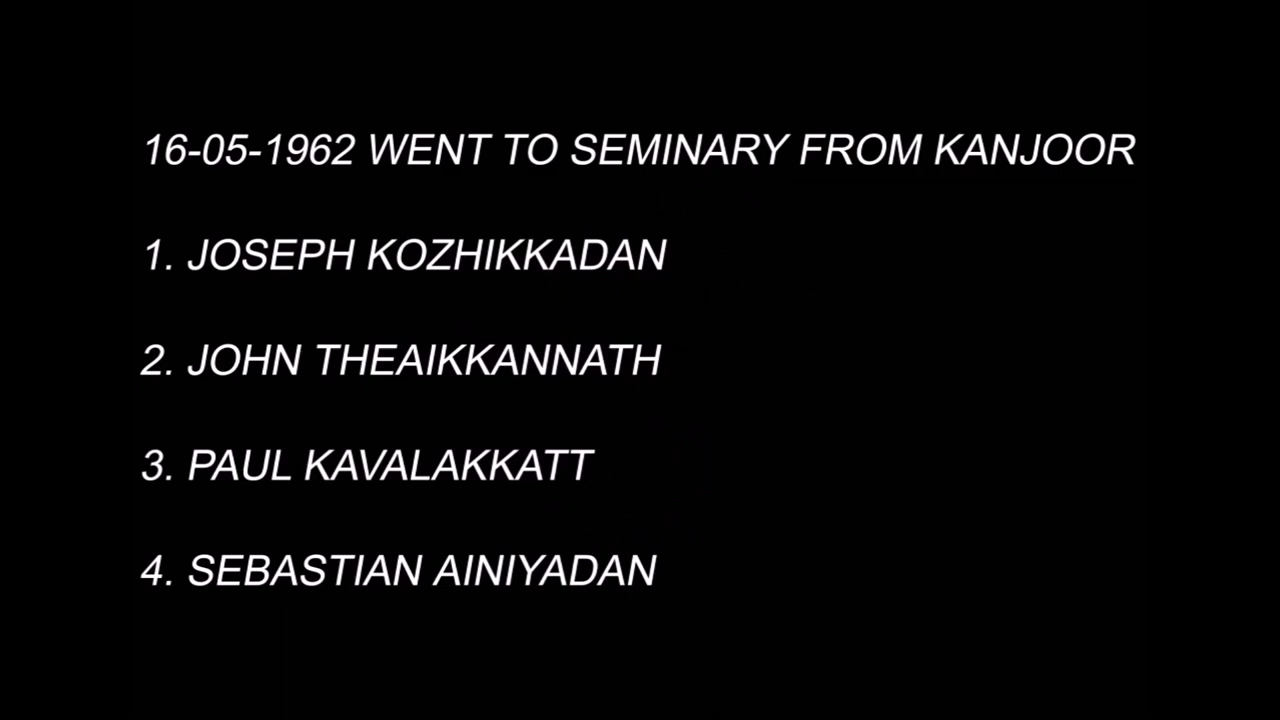 16-05-1962 WENT TO SEMINARY FROM KANJOOR
1. JOSEPH KOZHIKKADAN
2. JOHN THEAIKKANNATH
3. PAUL KAVALAKKATT
4. SEBASTIAN AINIYADAN